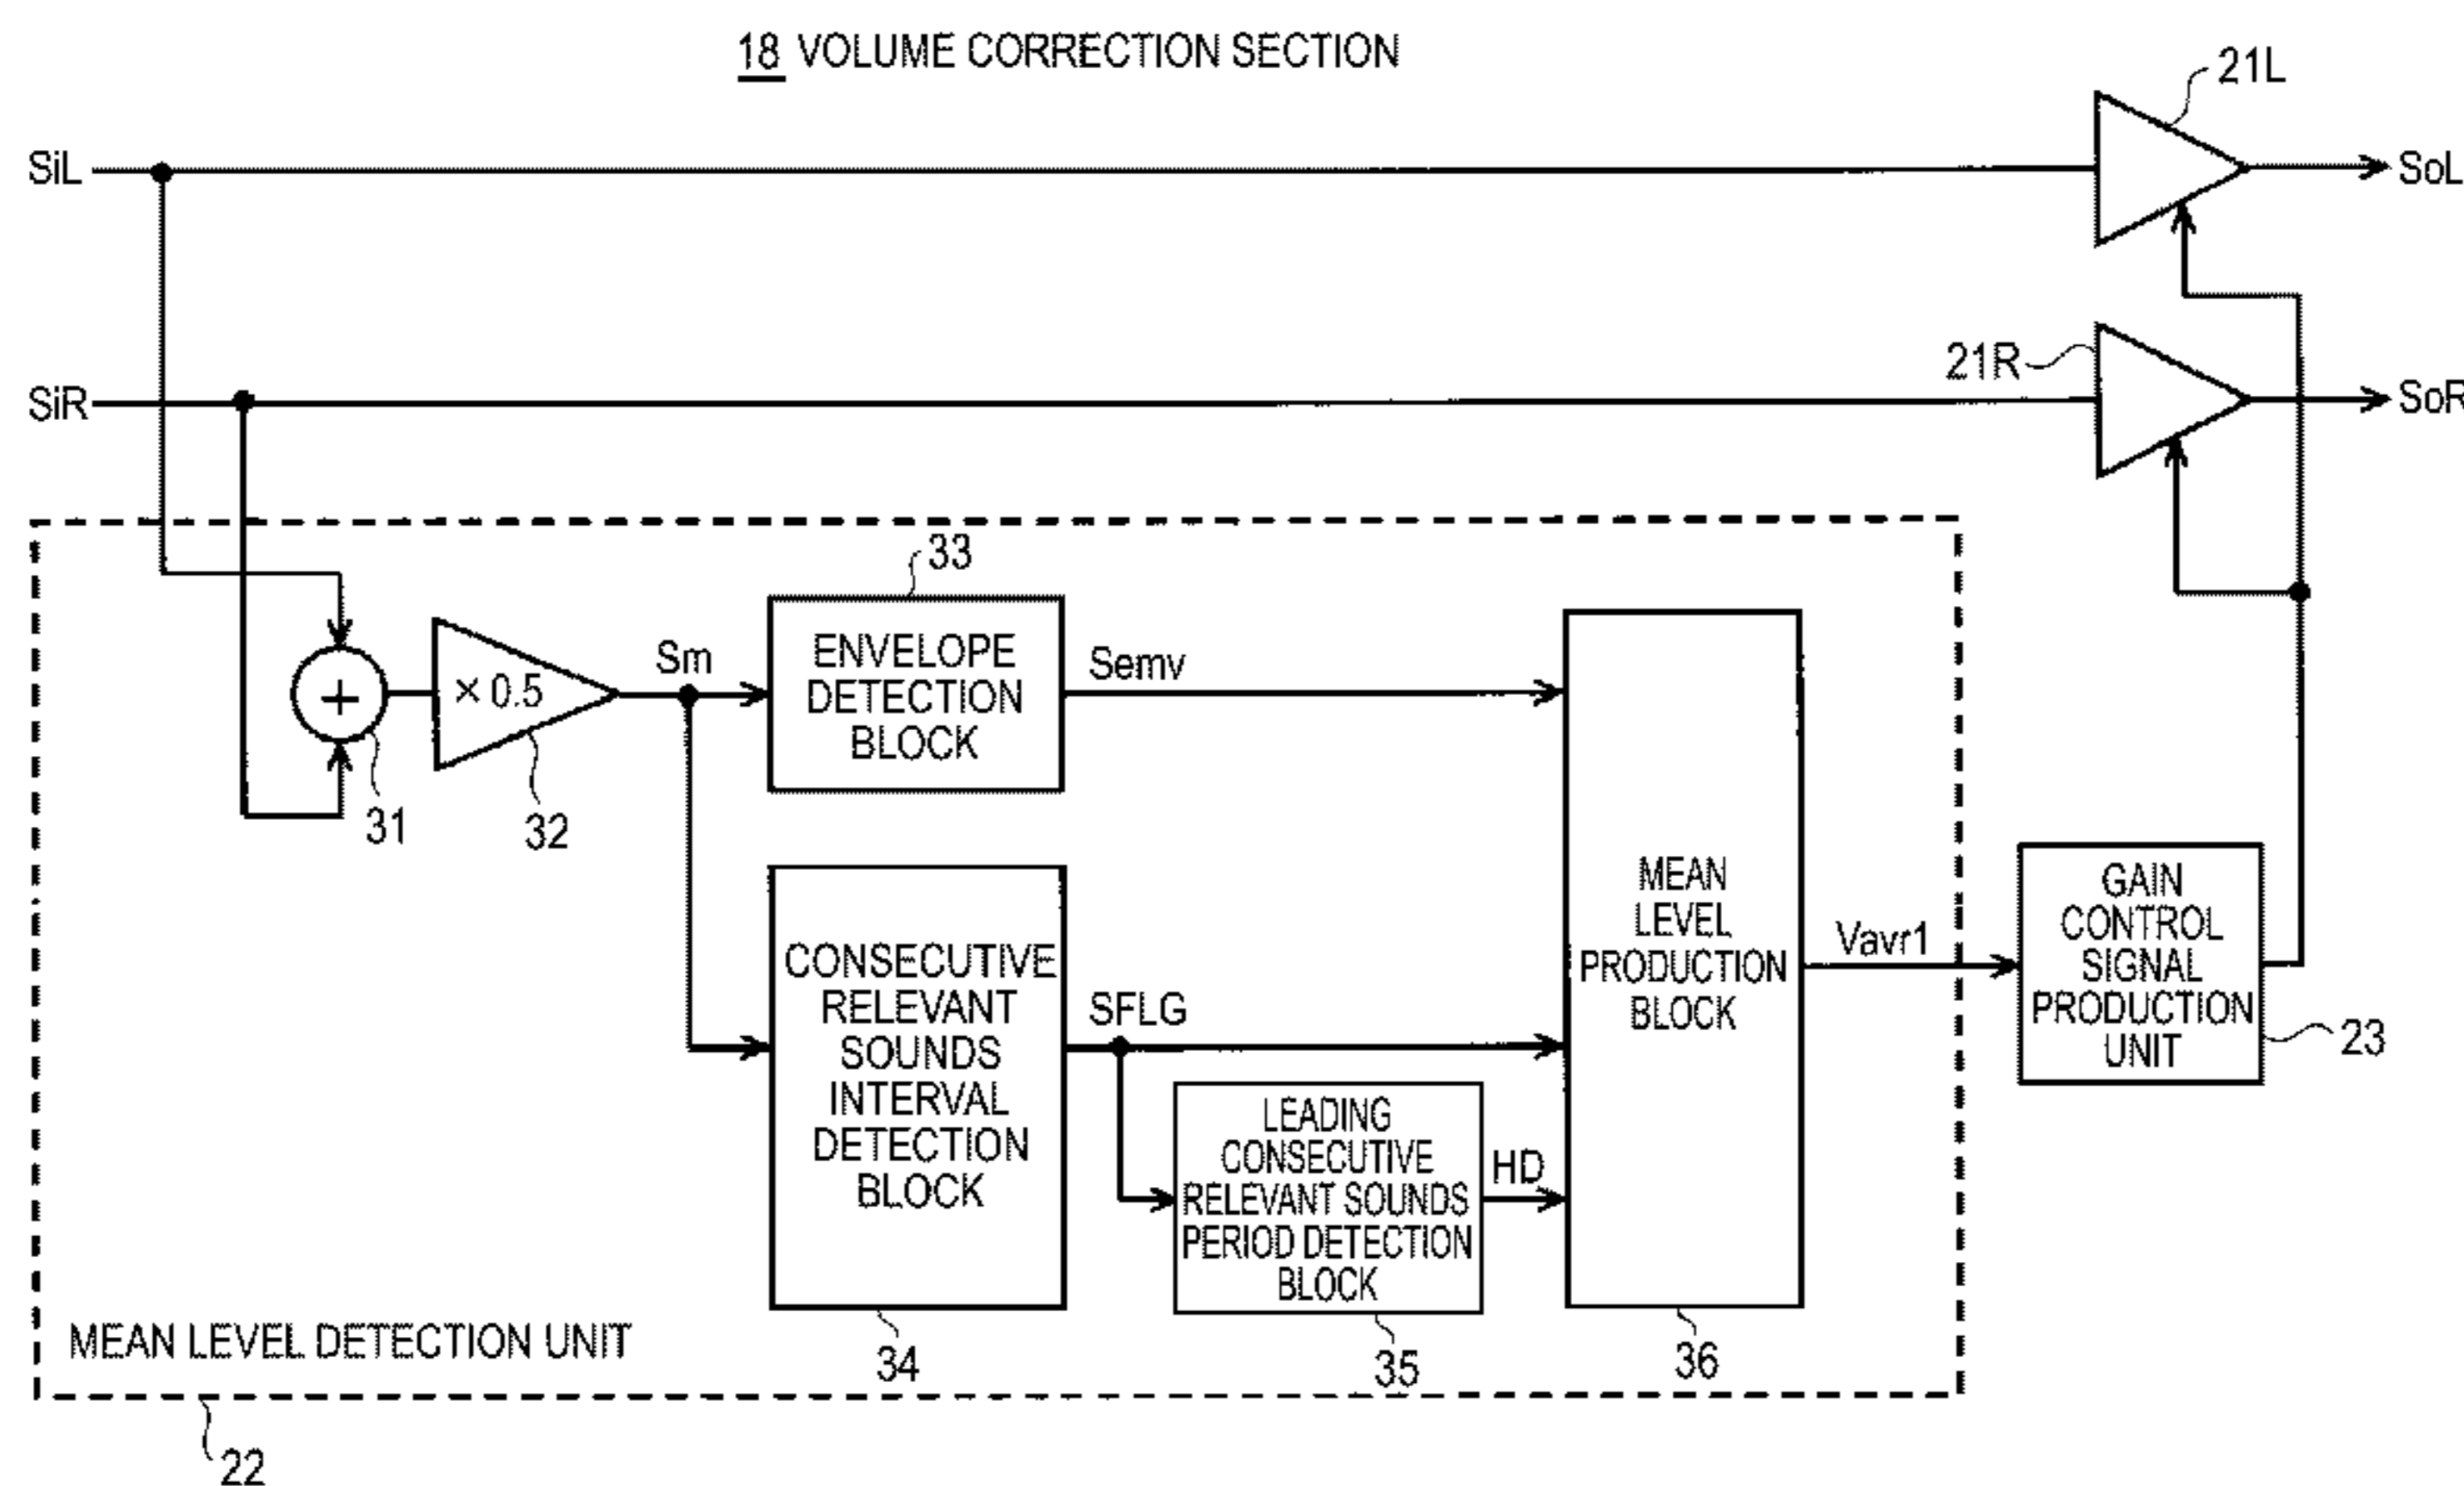 18 VOLUME CORRECTION SECTION
21L
SiL
SoL
21R
SiR
SoR
33
ENVELOPE
DETECTION
BLOCK
Sm
Semv
+
× 0.5
31
32
MEAN
LEVEL
PRODUCTION
BLOCK
Vavr1
GAIN
CONTROL
SIGNAL
PRODUCTION
UNIT
23
CONSECUTIVE
RELEVANT
SOUNDS
INTERVAL
DETECTION
BLOCK
SFLG
LEADING
CONSECUTIVE
RELEVANT SOUNDS
PERIOD DETECTION
BLOCK
HD
34
35
36
MEAN LEVEL DETECTION UNIT
22